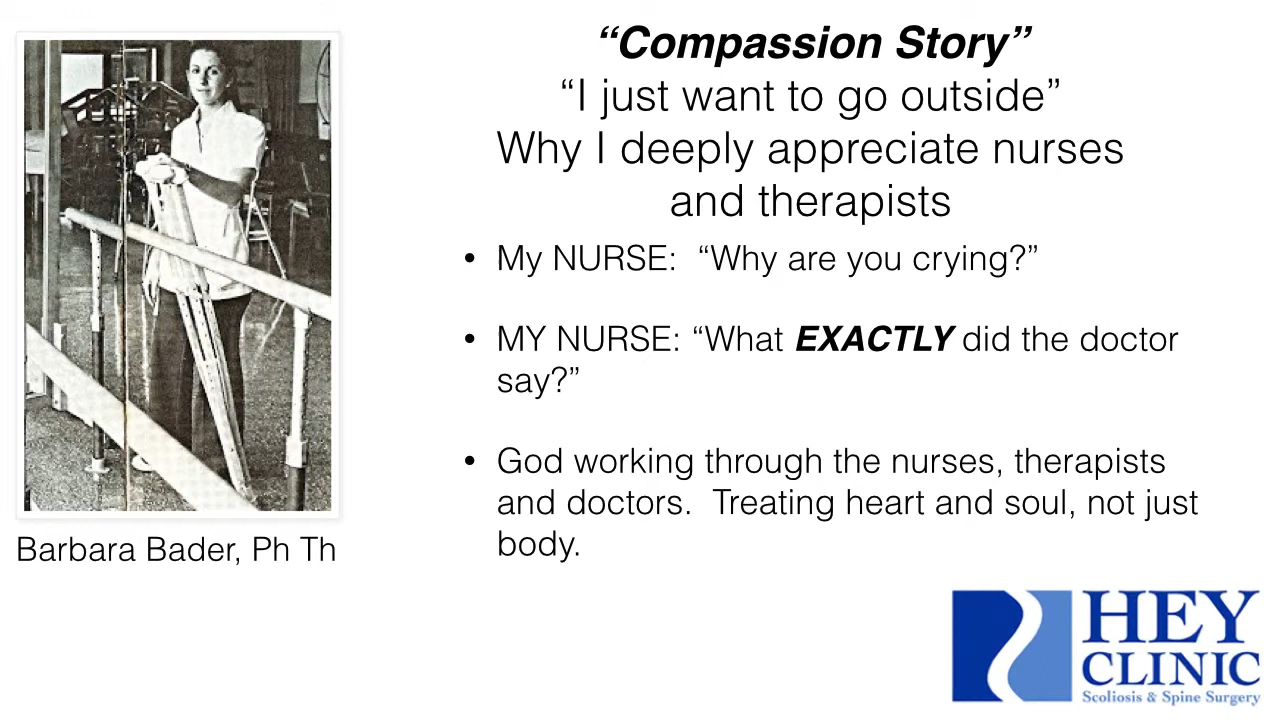 “Compassion Story”
“I just want to go outside”
Why I deeply appreciate nurses
and therapists
• My NURSE:  “Why are you crying?”
• MY NURSE: “What EXACTLY did the doctor
say?”
• God working through the nurses, therapists
and doctors.  Treating heart and soul, not just
body.
Barbara Bader, Ph Th
HEY
CLINIC
Scoliosis & Spine Surgery